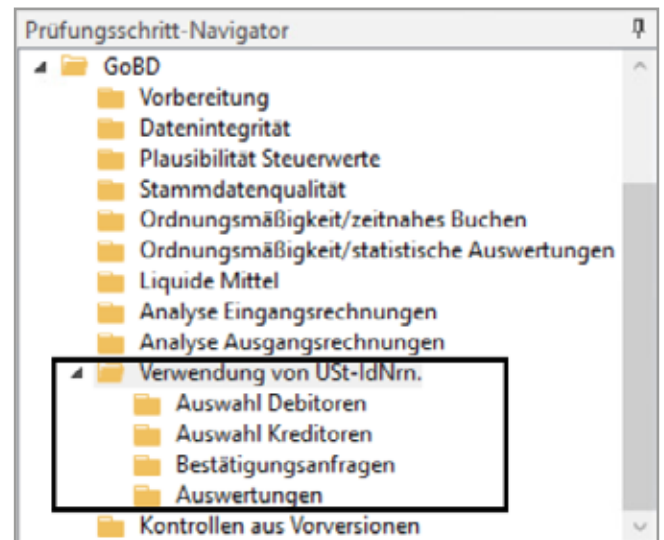 Prüfungsschritt-Navigator
GoBD
Vorbereitung
Datenintegrität
Plausibilität Steuerwerte
Stammdatenqualität
Ordnungsmäßigkeit/zeitnahes Buchen
Ordnungsmäßigkeit/statistische Auswertungen
Liquide Mittel
Analyse Eingangsrechnungen
Analyse Ausgangsrechnungen
Verwendung von USt-IdNrn.
Auswahl Debitoren
Auswahl Kreditoren
Bestätigungsanfragen
Auswertungen
Kontrollen aus Vorversionen